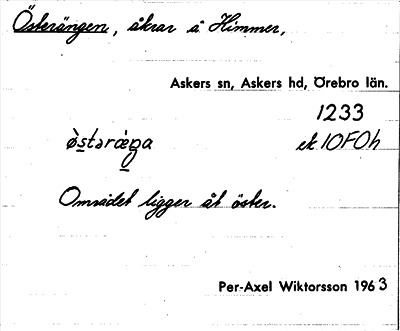 Österängen, åkrar å Himmer,
Askers sn, Askers hd, Örebro län.
1233
ö̀stəræŋa ek 10F0h
Området ligger åt öster.
Per-Axel Wiktorsson 1963